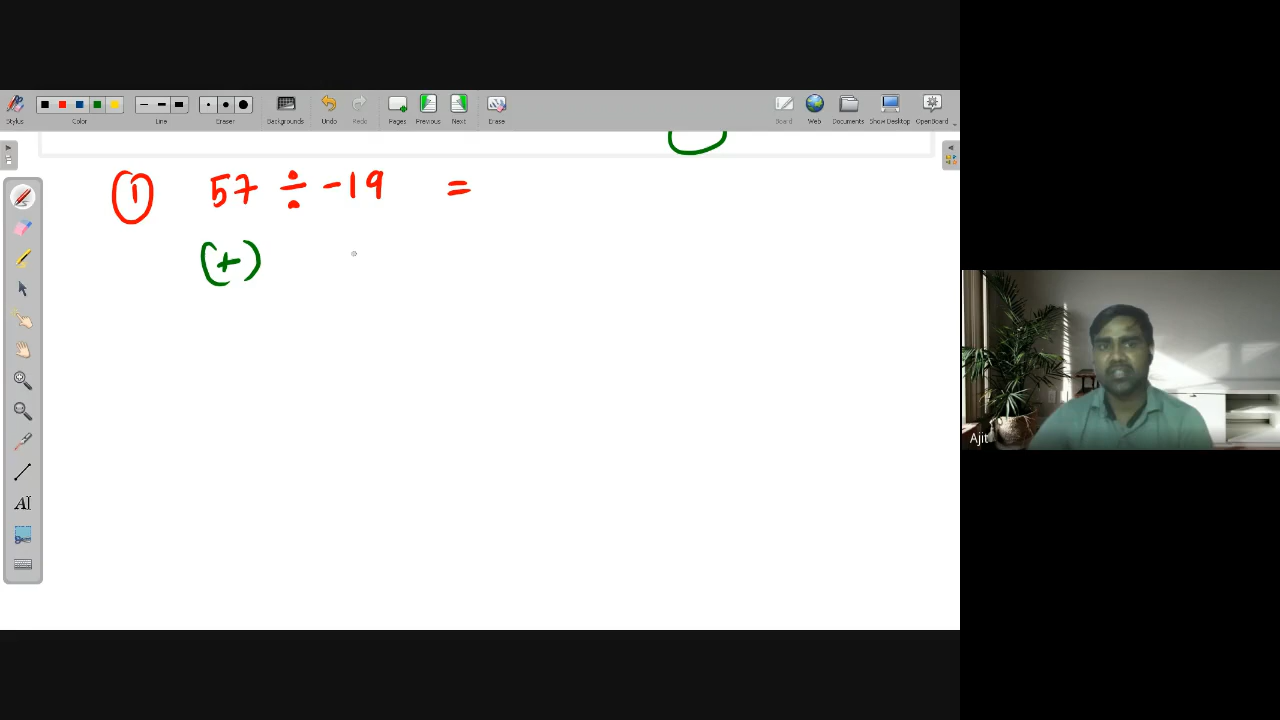 Stylus Color Line Eraser Backgrounds Undo Redo Pages Previous Next Erase Board Web Documents Show Desktop OpenBoard
① 57 ÷ -19 =
(+)
AI
Ajit